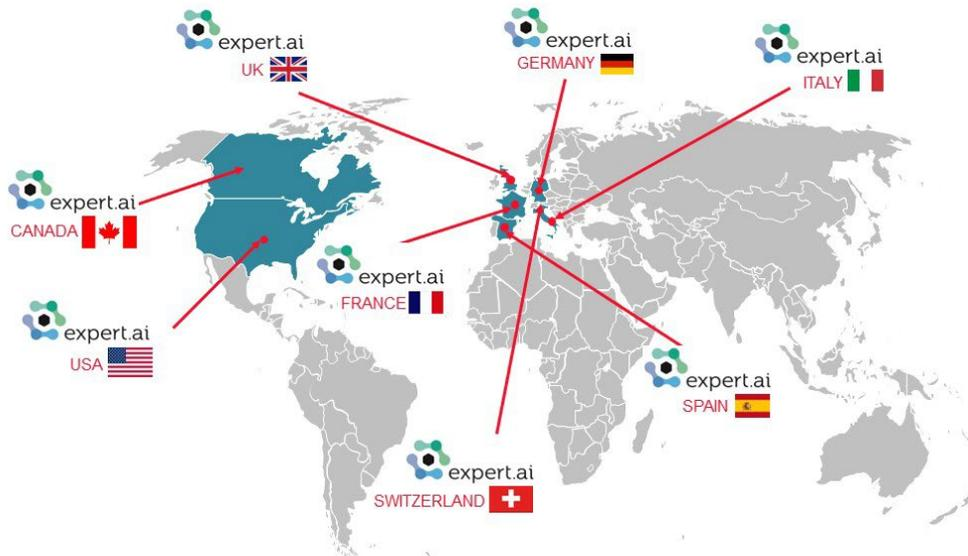 expert.ai
UK
expert.ai
GERMANY
expert.ai
ITALY
expert.ai
CANADA
expert.ai
FRANCE
expert.ai
USA
expert.ai
SPAIN
expert.ai
SWITZERLAND